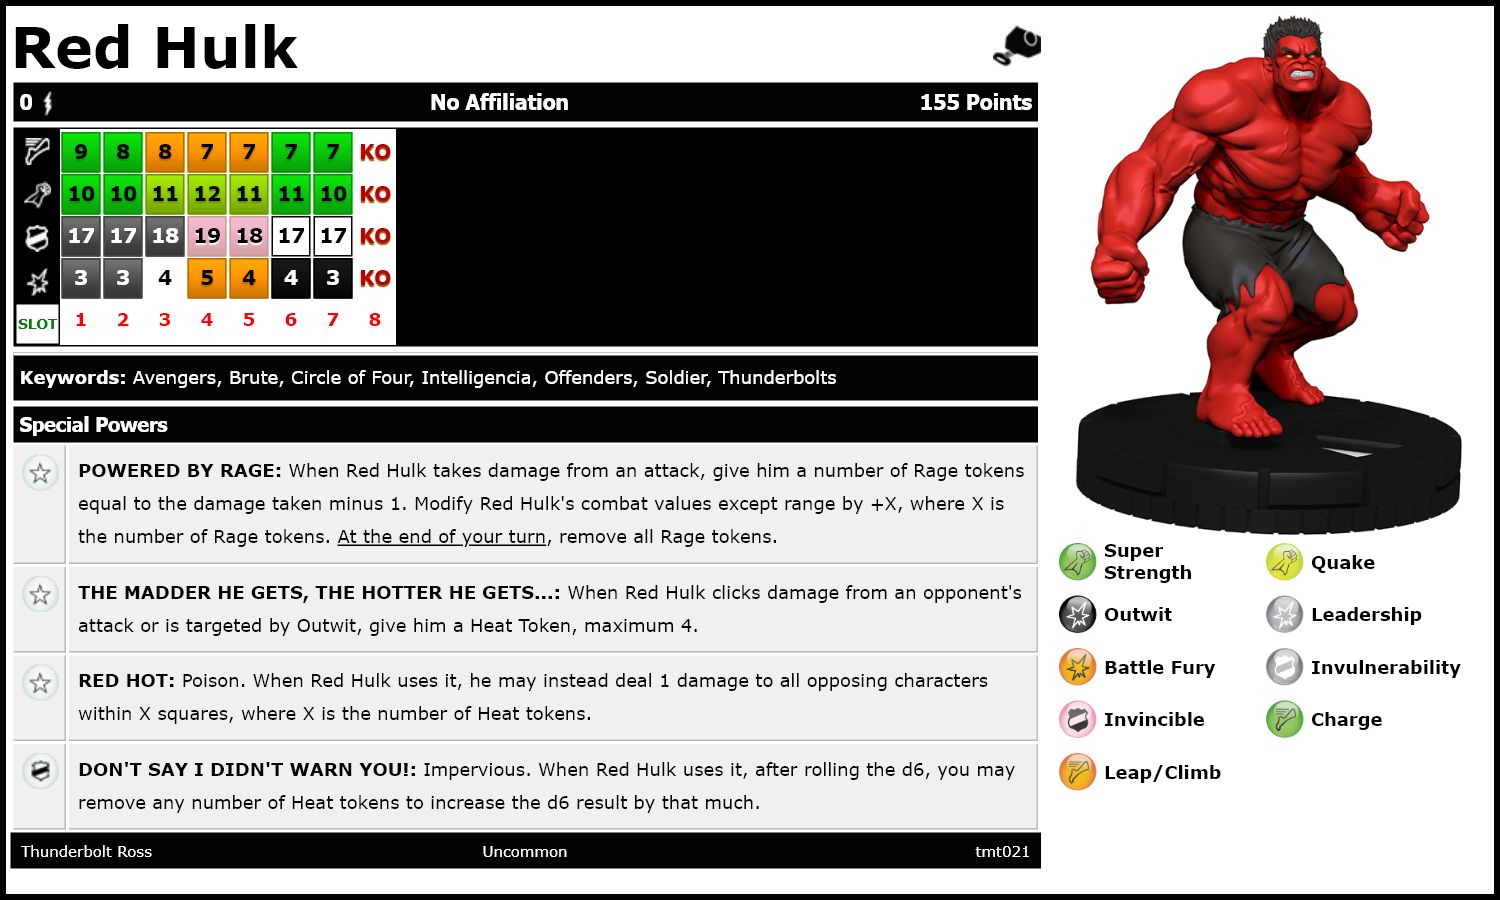 Red Hulk
0 No Affiliation 155 Points
9 8 8 7 7 7 7 KO
10 10 11 12 11 11 10 KO
17 17 18 19 18 17 17 KO
3 3 4 5 4 4 3 KO
SLOT 1 2 3 4 5 6 7 8
Keywords: Avengers, Brute, Circle of Four, Intelligencia, Offenders, Soldier, Thunderbolts
Special Powers
POWERED BY RAGE: When Red Hulk takes damage from an attack, give him a number of Rage tokens
equal to the damage taken minus 1. Modify Red Hulk's combat values except range by +X, where X is
the number of Rage tokens. At the end of your turn, remove all Rage tokens.
THE MADDER HE GETS, THE HOTTER HE GETS...: When Red Hulk clicks damage from an opponent's
attack or is targeted by Outwit, give him a Heat Token, maximum 4.
RED HOT: Poison. When Red Hulk uses it, he may instead deal 1 damage to all opposing characters
within X squares, where X is the number of Heat tokens.
DON'T SAY I DIDN'T WARN YOU!: Impervious. When Red Hulk uses it, after rolling the d6, you may
remove any number of Heat tokens to increase the d6 result by that much.
Thunderbolt Ross Uncommon tmt021
Super
Strength
Quake
Outwit
Leadership
Battle Fury
Invulnerability
Invincible
Charge
Leap/Climb